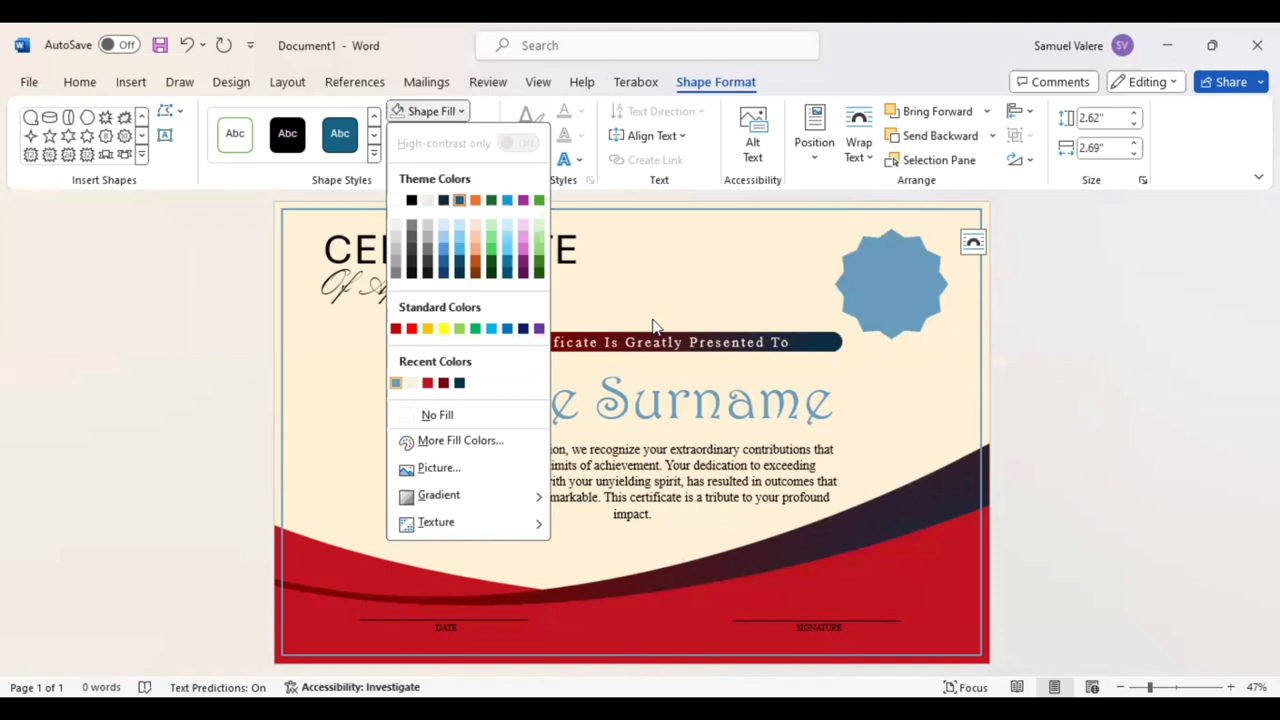 AutoSave Off Document1 - Word Search Samuel Valere SV
File Home Insert Draw Design Layout References Mailings Review View Help Terabox Shape Format Comments Editing Share
Abc Abc Abc
Shape Fill
Text Direction
Align Text
Create Link
Alt Text
Position
Wrap Text
Bring Forward
Send Backward
Selection Pane
2.62"
2.69"
Insert Shapes Shape Styles Styles Text Accessibility Arrange Size
High-contrast only Off
Theme Colors
Standard Colors
Recent Colors
No Fill
More Fill Colors...
Picture...
Gradient
Texture
CE TE
Of A
ficate Is Greatly Presented To
e Surname
ion, we recognize your extraordinary contributions that
imits of achievement. Your dedication to exceeding
ith your unyielding spirit, has resulted in outcomes that
markable. This certificate is a tribute to your profound
impact.
DATE SIGNATURE
Page 1 of 1 0 words Text Predictions: On Accessibility: Investigate Focus 47%